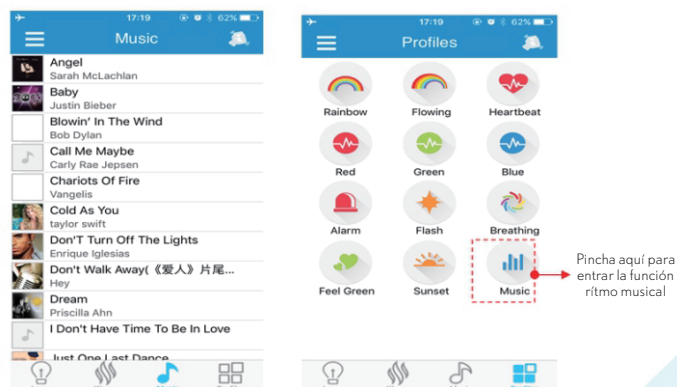 17:19
62%
Music
Angel
Sarah McLachlan
Baby
Justin Bieber
Blowin' In The Wind
Bob Dylan
Call Me Maybe
Carly Rae Jepsen
Chariots Of Fire
Vangelis
Cold As You
taylor swift
Don'T Turn Off The Lights
Enrique Iglesias
Don't Walk Away(《爱人》片尾...
Hey
Dream
Priscilla Ahn
I Don't Have Time To Be In Love
Just One Last Dance
17:19
62%
Profiles
Rainbow Flowing Heartbeat
Red Green Blue
Alarm Flash Breathing
Feel Green Sunset Music
Pincha aquí para
entrar la función
rítmo musical